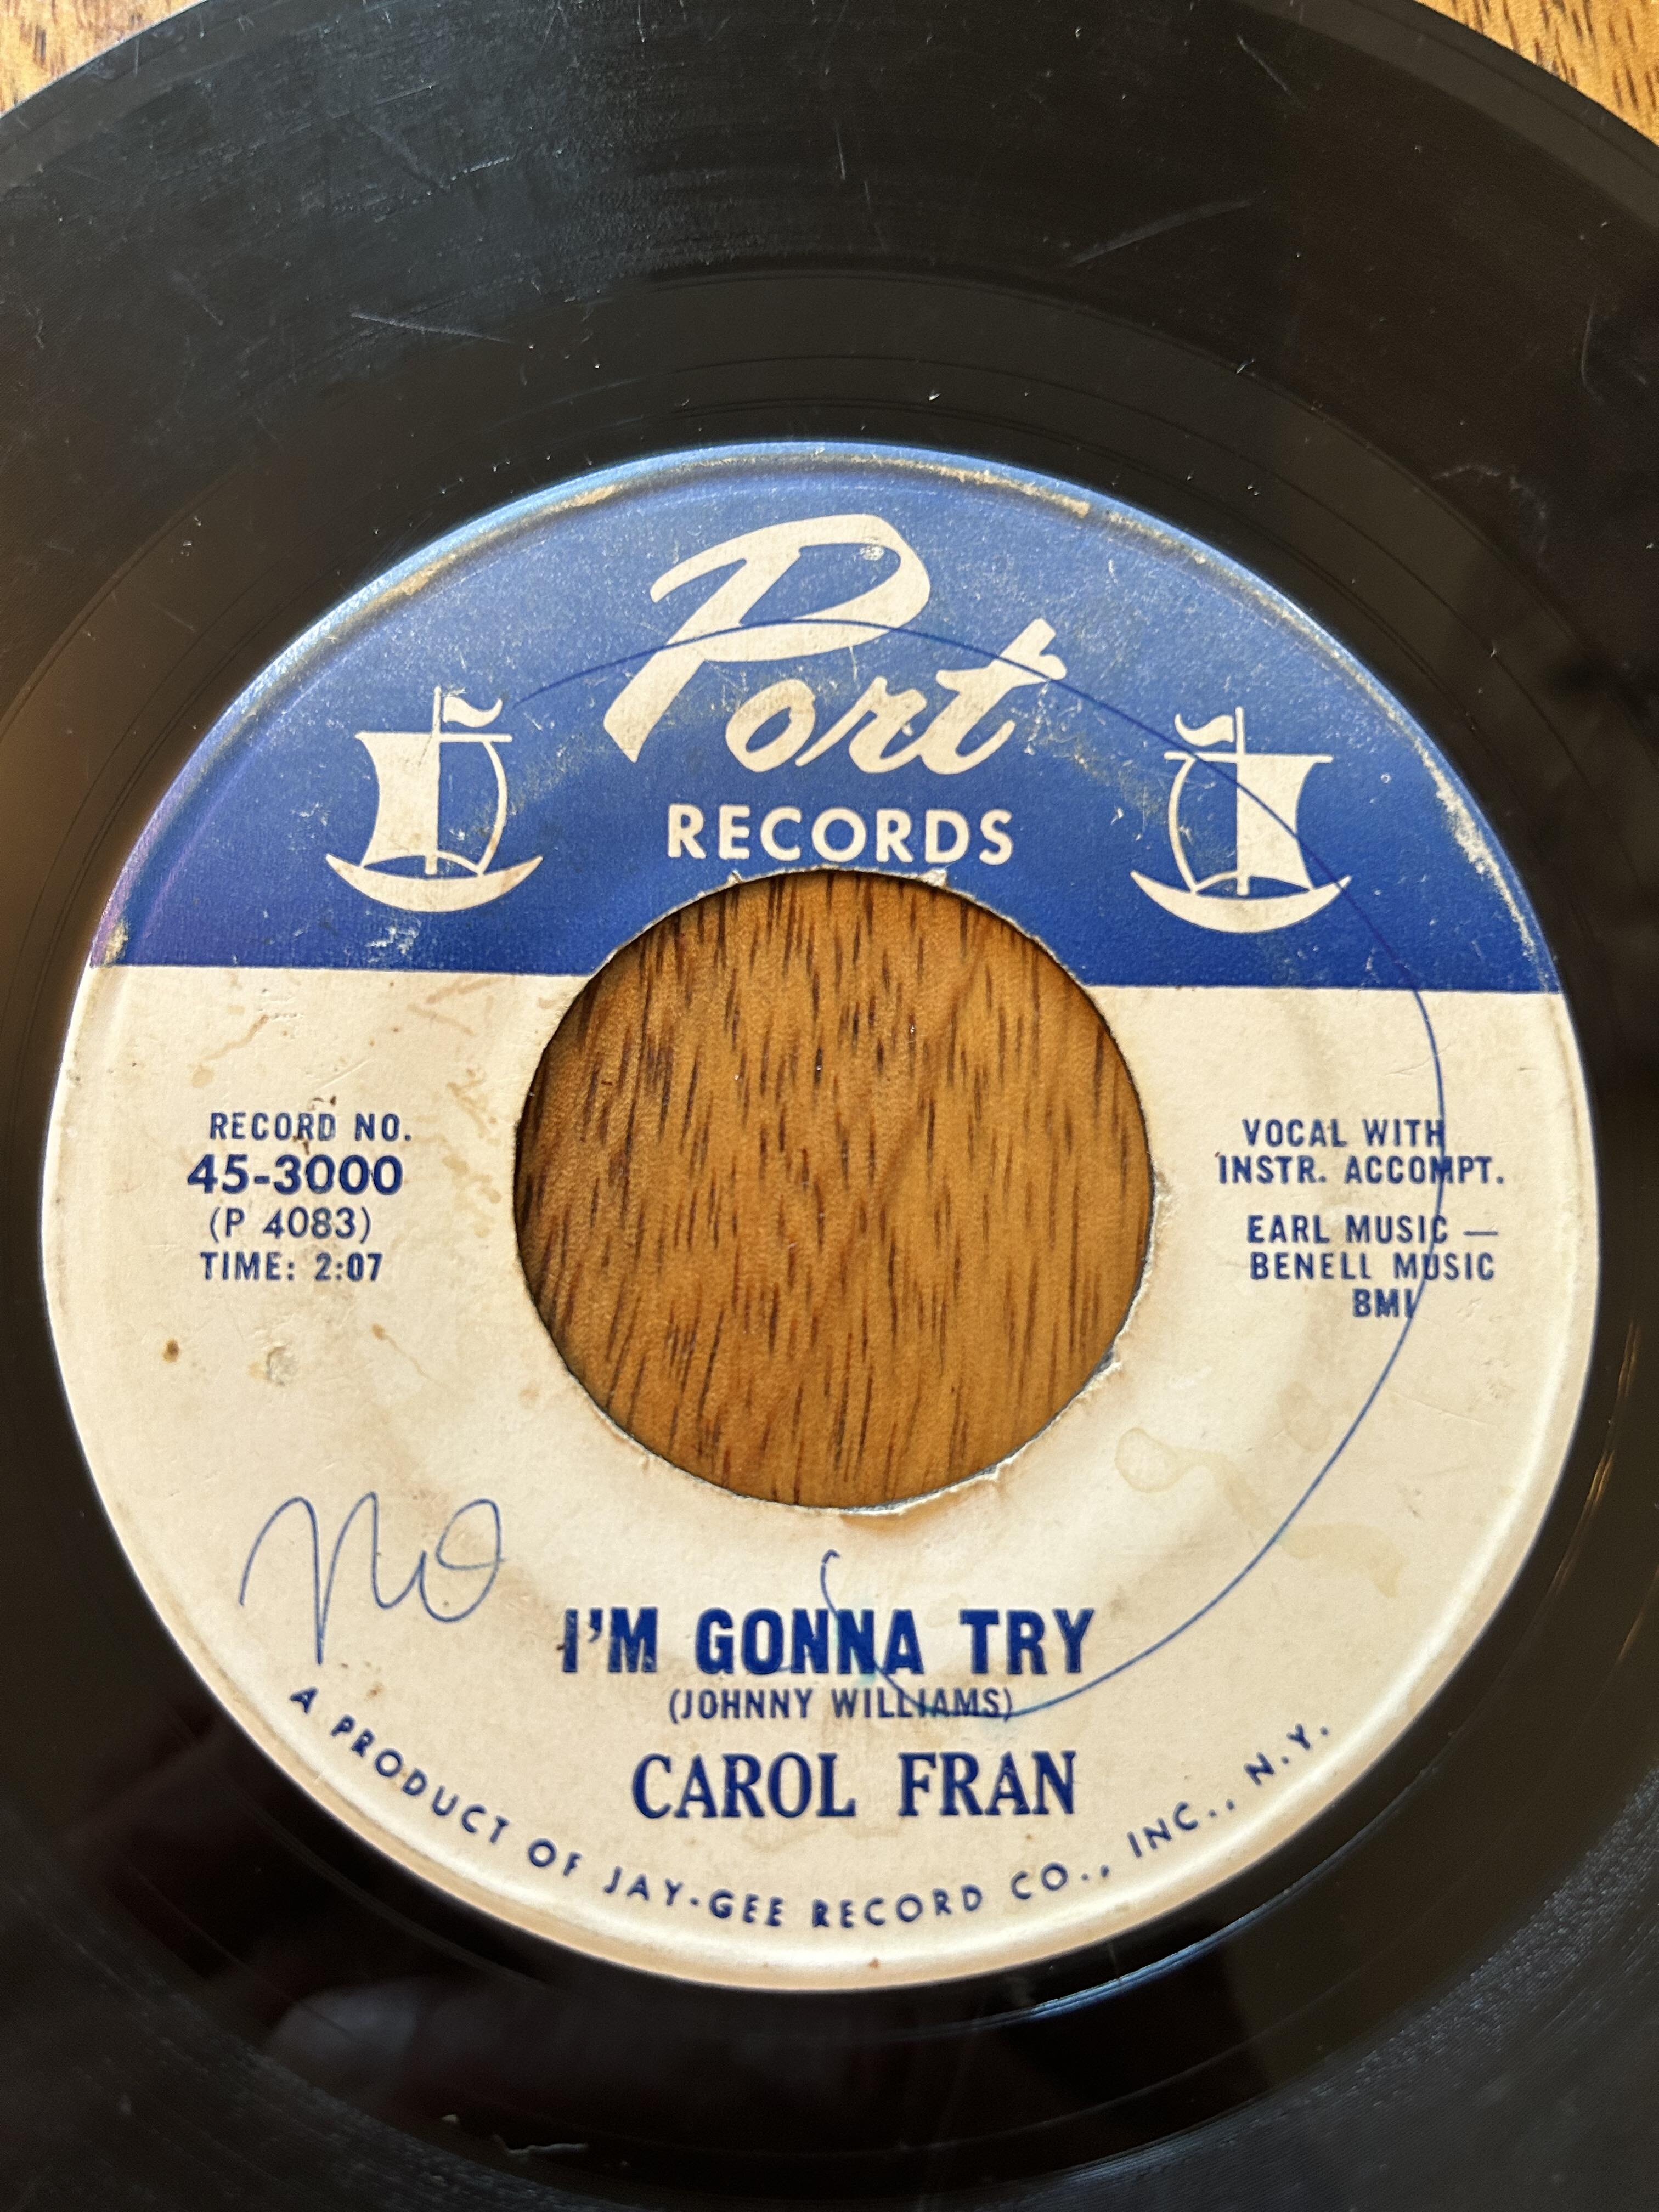 Port
RECORDS
RECORD NO.
45-3000
(P 4083)
TIME: 2:07
VOCAL WITH
INSTR. ACCOMPT.
EARL MUSIC —
BENELL MUSIC
BMI
No
I'M GONNA TRY
(JOHNNY WILLIAMS)
CAROL FRAN
A PRODUCT OF JAY-GEE RECORD CO., INC., N.Y.